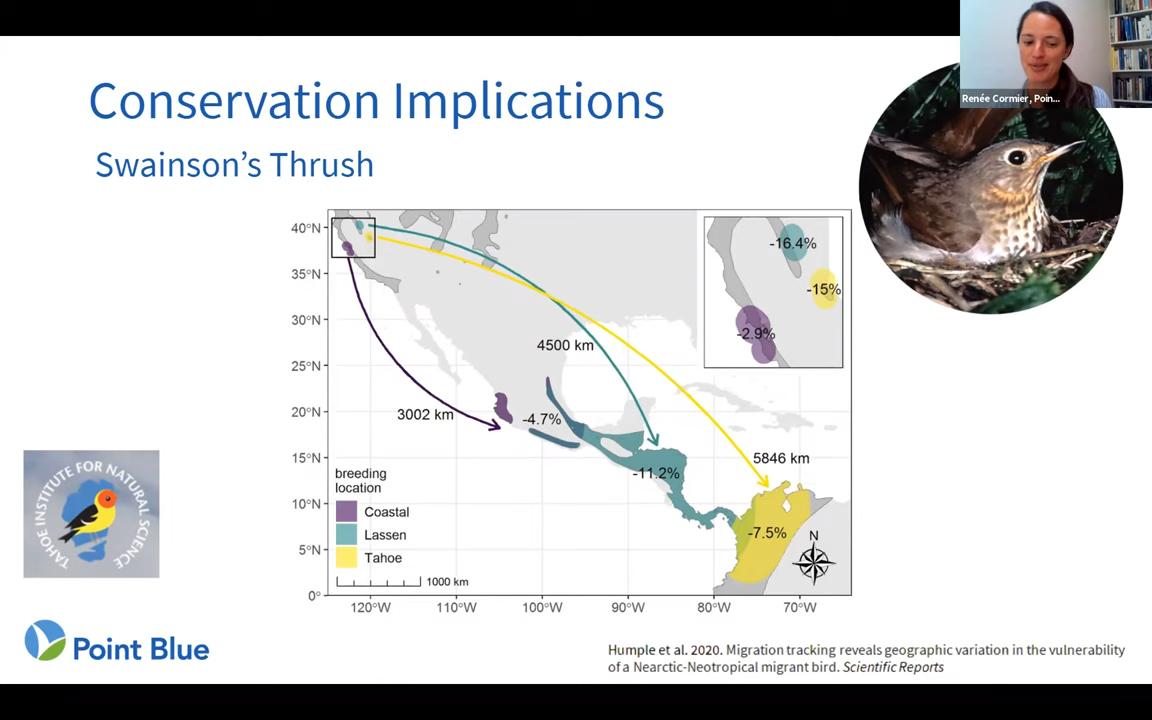 Renée Cormier, Poin...
Conservation Implications
Swainson's Thrush
40°N
35°N
30°N
25°N
20°N
15°N
10°N
5°N
0°
-16.4%
-15%
-2.9%
4500 km
3002 km
-4.7%
5846 km
-11.2%
-7.5%
N
breeding
location
Coastal
Lassen
Tahoe
1000 km
120°W
110°W
100°W
90°W
80°W
70°W
TAHOE INSTITUTE FOR NATURAL SCIENCE
Point Blue
Humple et al. 2020. Migration tracking reveals geographic variation in the vulnerability
of a Nearctic-Neotropical migrant bird. Scientific Reports